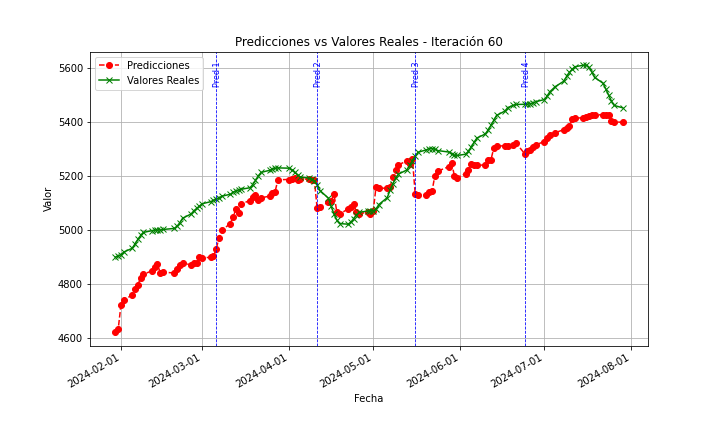 Predicciones vs Valores Reales - Iteración 60
Predicciones
Valores Reales
Pred 1
Pred 2
Pred 3
Pred 4
Valor
5600
5400
5200
5000
4800
4600
2024-02-01
2024-03-01
2024-04-01
2024-05-01
2024-06-01
2024-07-01
2024-08-01
Fecha